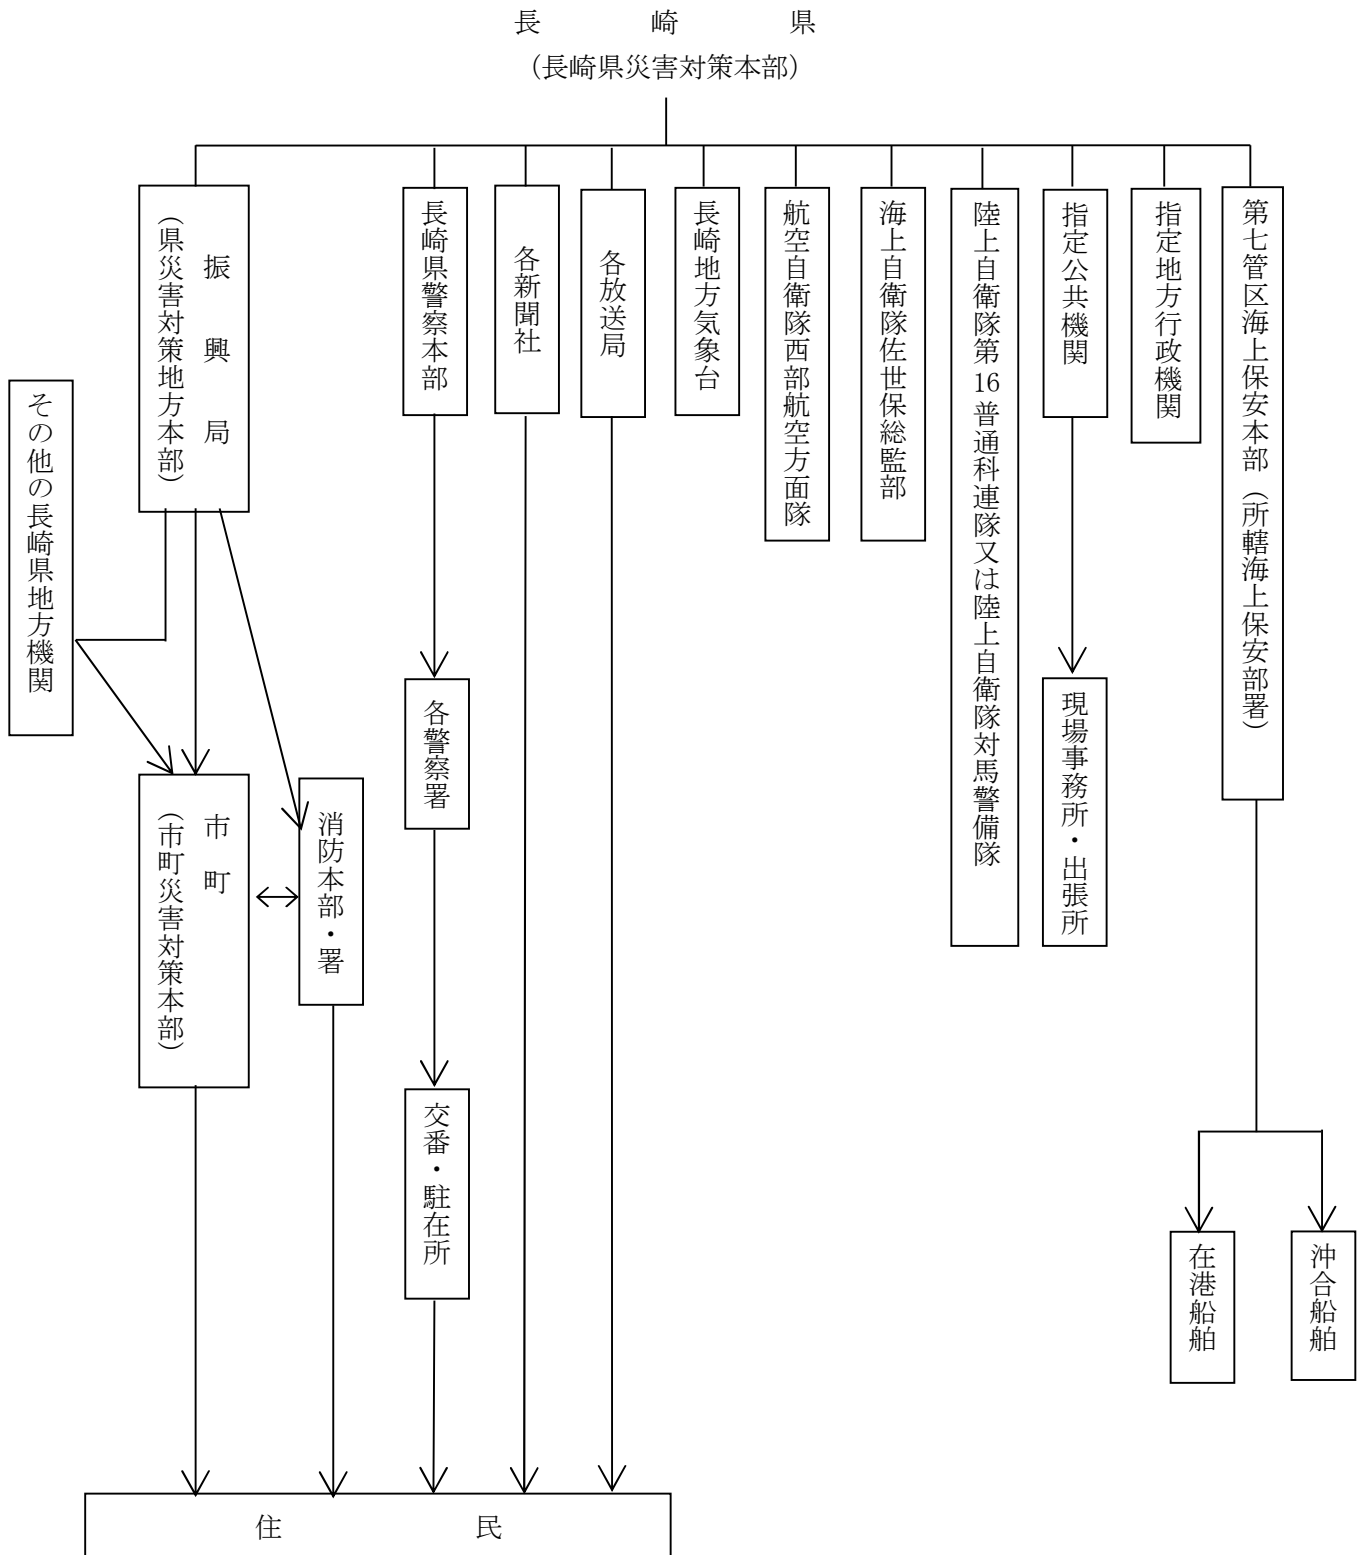 長崎県
（長崎県災害対策本部）
振興局
（県災害対策地方本部）
長崎県警察本部
各新聞社
各放送局
長崎地方気象台
航空自衛隊西部航空方面隊
海上自衛隊佐世保総監部
陸上自衛隊第16普通科連隊又は陸上自衛隊対馬警備隊
指定公共機関
指定地方行政機関
第七管区海上保安本部（所轄海上保安部署）
その他の長崎県地方機関
市町
（市町災害対策本部）
消防本部・署
各警察署
現場事務所・出張所
交番・駐在所
在港船舶
沖合船舶
住民